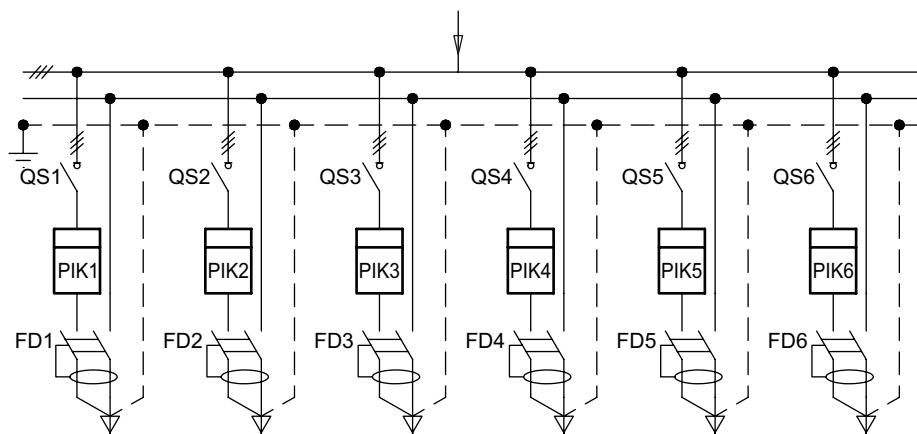 QS1 QS2 QS3 QS4 QS5 QS6
PIK1 PIK2 PIK3 PIK4 PIK5 PIK6
FD1 FD2 FD3 FD4 FD5 FD6